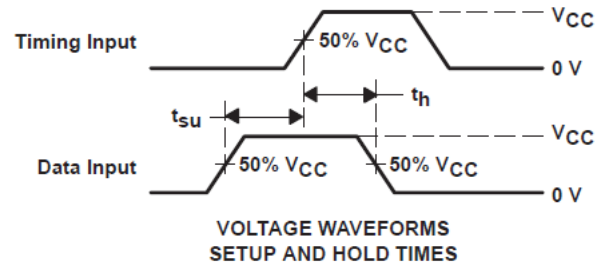 VCC
Timing Input
50% VCC
0 V
th
tsu
VCC
Data Input
50% VCC
50% VCC
0 V
VOLTAGE WAVEFORMS
SETUP AND HOLD TIMES